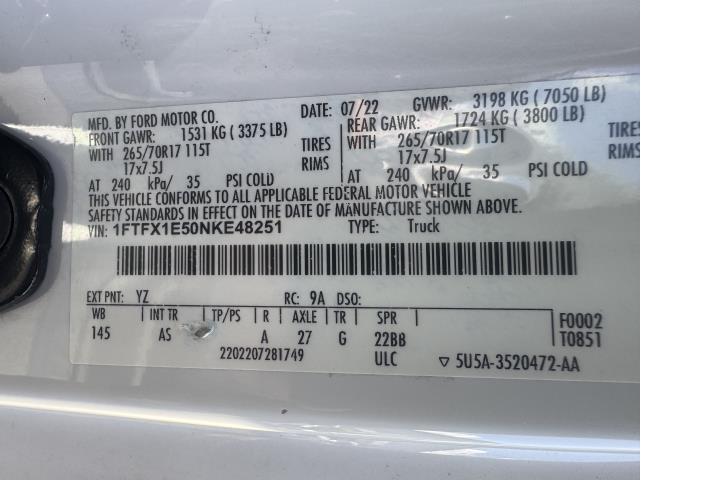 MFD. BY FORD MOTOR CO. DATE: 07/22 GVWR: 3198 KG ( 7050 LB)
FRONT GAWR: 1531 KG ( 3375 LB) REAR GAWR: 1724 KG ( 3800 LB)
WITH 265/70R17 115T TIRES WITH 265/70R17 115T TIRES
17x7.5J RIMS 17x7.5J RIMS
AT 240 kPa/ 35 PSI COLD AT 240 kPa/ 35 PSI COLD
THIS VEHICLE CONFORMS TO ALL APPLICABLE FEDERAL MOTOR VEHICLE
SAFETY STANDARDS IN EFFECT ON THE DATE OF MANUFACTURE SHOWN ABOVE.
VIN: 1FTFX1E50NKE48251 TYPE: Truck
EXT PNT: YZ RC: 9A DSO:
WB INT TR TP/PS R AXLE TR SPR F0002
145 AS A 27 G 22BB T0851
2202207281749 ULC ▽ 5U5A-3520472-AA